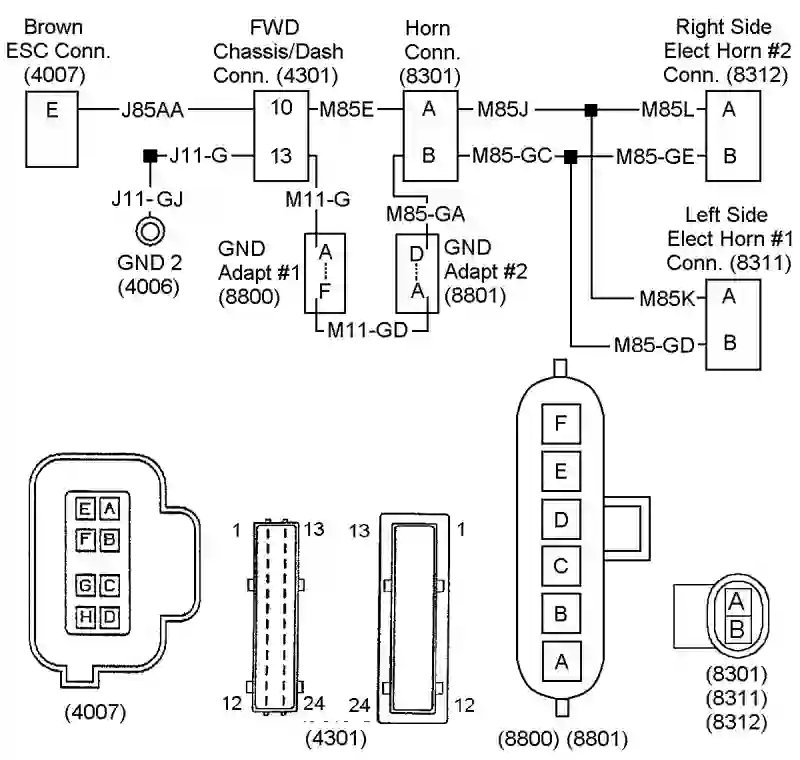 Brown
ESC Conn.
(4007)
FWD
Chassis/Dash
Conn. (4301)
Horn
Conn.
(8301)
Right Side
Elect Horn #2
Conn. (8312)
E
J85AA
10
M85E
A
M85J
M85L
A
J11-G
13
B
M85-GC
M85-GE
B
J11-GJ
M11-G
M85-GA
GND 2
(4006)
GND
Adapt #1
(8800)
A
F
D
A
GND
Adapt #2
(8801)
M11-GD
Left Side
Elect Horn #1
Conn. (8311)
M85K
A
M85-GD
B
E A
F B
G C
H D
(4007)
1 13
12 24
13 1
24 12
(4301)
F
E
D
C
B
A
(8800) (8801)
A
B
(8301)
(8311)
(8312)